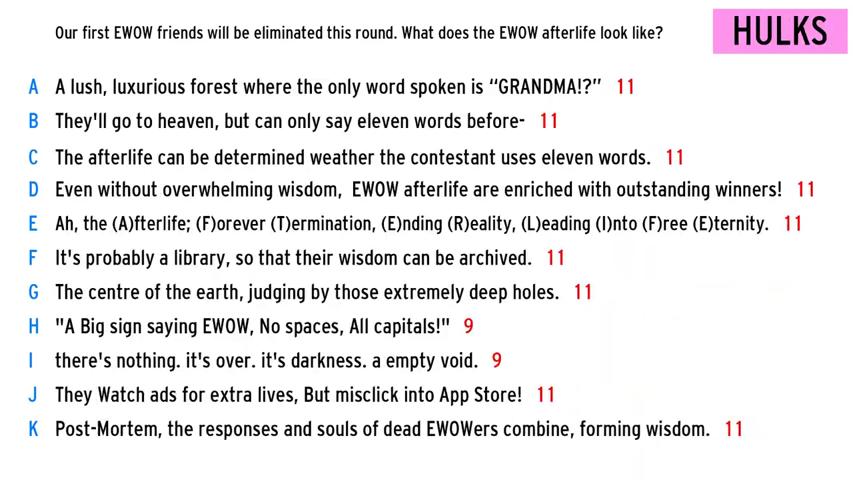 Our first EWOW friends will be eliminated this round. What does the EWOW afterlife look like?
HULKS
A A lush, luxurious forest where the only word spoken is “GRANDMA!?” 11
B They'll go to heaven, but can only say eleven words before- 11
C The afterlife can be determined weather the contestant uses eleven words. 11
D Even without overwhelming wisdom, EWOW afterlife are enriched with outstanding winners! 11
E Ah, the (A)fterlife; (F)orever (T)ermination, (E)nding (R)eality, (L)eading (I)nto (F)ree (E)ternity. 11
F It's probably a library, so that their wisdom can be archived. 11
G The centre of the earth, judging by those extremely deep holes. 11
H "A Big sign saying EWOW, No spaces, All capitals!" 9
I there's nothing. it's over. it's darkness. a empty void. 9
J They Watch ads for extra lives, But misclick into App Store! 11
K Post-Mortem, the responses and souls of dead EWOWers combine, forming wisdom. 11